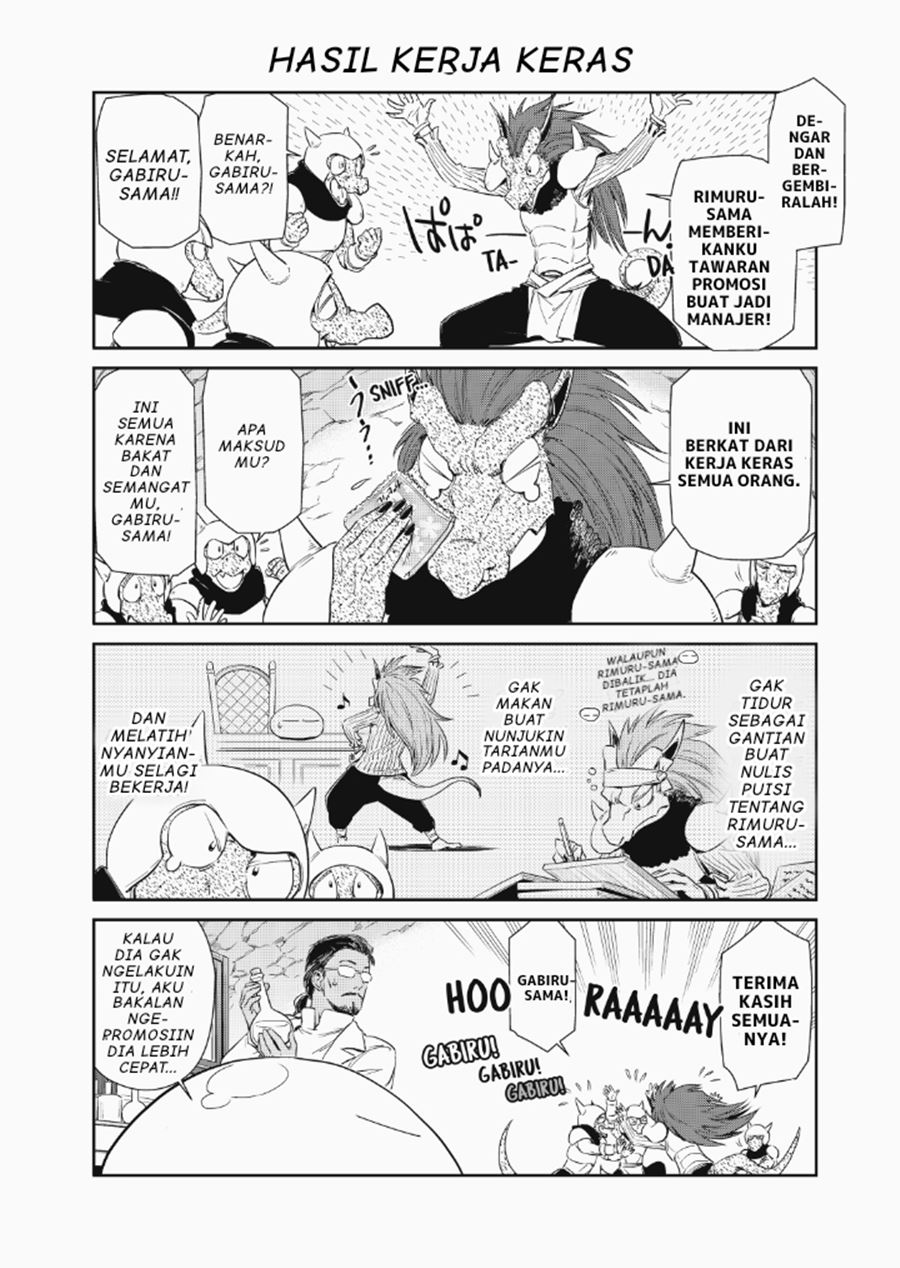 HASIL KERJA KERAS
DE-
NGAR
DAN
BER-
GEMBI-
RALAH!
RIMURU-
SAMA
MEMBERI-
KANKU
TAWARAN
PROMOSI
BUAT JADI
MANAJER!
ぱぱーん!
TA-
DA
BENAR-
KAH,
GABIRU-
SAMA?!
SELAMAT,
GABIRU-
SAMA!!
INI
BERKAT DARI
KERJA KERAS
SEMUA ORANG.
SNIFF...
うう…
APA
MAKSUD
MU?
INI
SEMUA
KARENA
BAKAT
DAN
SEMANGAT
MU,
GABIRU-
SAMA!
GAK
TIDUR
SEBAGAI
GANTIAN
BUAT
NULIS
PUISI
TENTANG
RIMURU-
SAMA...
WALAUPUN
RIMURU-SAMA
DIBALIK... DIA
TETAPLAH
RIMURU-SAMA.
GAK
MAKAN
BUAT
NUNJUKIN
TARIANMU
PADANYA...
DAN
MELATIH
NYANYIAN-
MU SELAGI
BEKERJA!
TERIMA
KASIH
SEMUA-
NYA!
GABIRU-
SAMA!
HOO
RAAAAAY
GABIRU!
GABIRU!
GABIRU!
KALAU
DIA GAK
NGELAKUIN
ITU, AKU
BAKALAN
NGE-
PROMOSIIN
DIA LEBIH
CEPAT...